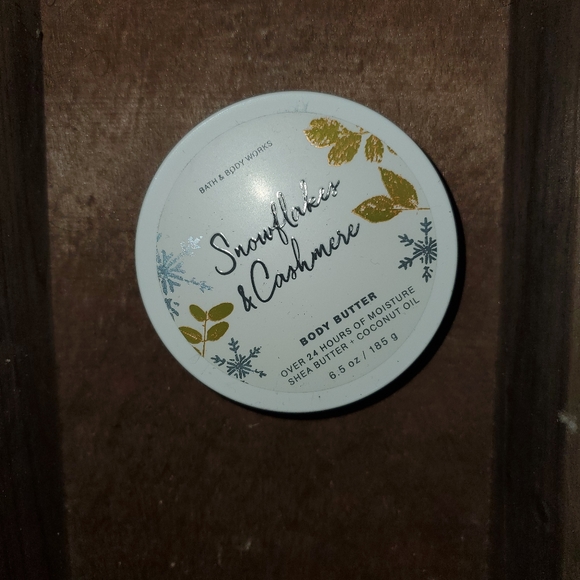 BATH & BODY WORKS
Snowflakes
& Cashmere
BODY BUTTER
OVER 24 HOURS OF MOISTURE
SHEA BUTTER + COCONUT OIL
6.5 oz / 185 g